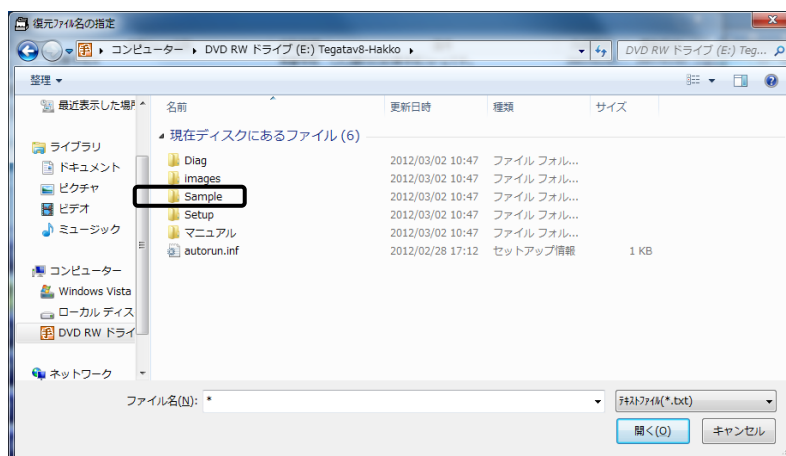 復元ﾌｧｲﾙ名の指定
コンピューター ▸ DVD RW ドライブ (E:) Tegatav8-Hakko ▸
DVD RW ドライブ (E:) Teg...
整理 ▼
最近表示した場所
ライブラリ
ドキュメント
ピクチャ
ビデオ
ミュージック
コンピューター
Windows Vista
ローカル ディス
DVD RW ドライ
ネットワーク
名前 更新日時 種類 サイズ
現在ディスクにあるファイル (6)
Diag 2012/03/02 10:47 ファイル フォル...
images 2012/03/02 10:47 ファイル フォル...
Sample 2012/03/02 10:47 ファイル フォル...
Setup 2012/03/02 10:47 ファイル フォル...
マニュアル 2012/03/02 10:47 ファイル フォル...
autorun.inf 2012/02/28 17:12 セットアップ情報 1 KB
ファイル名(N): *
ﾃｷｽﾄﾌｧｲﾙ(*.txt)
開く(O) キャンセル